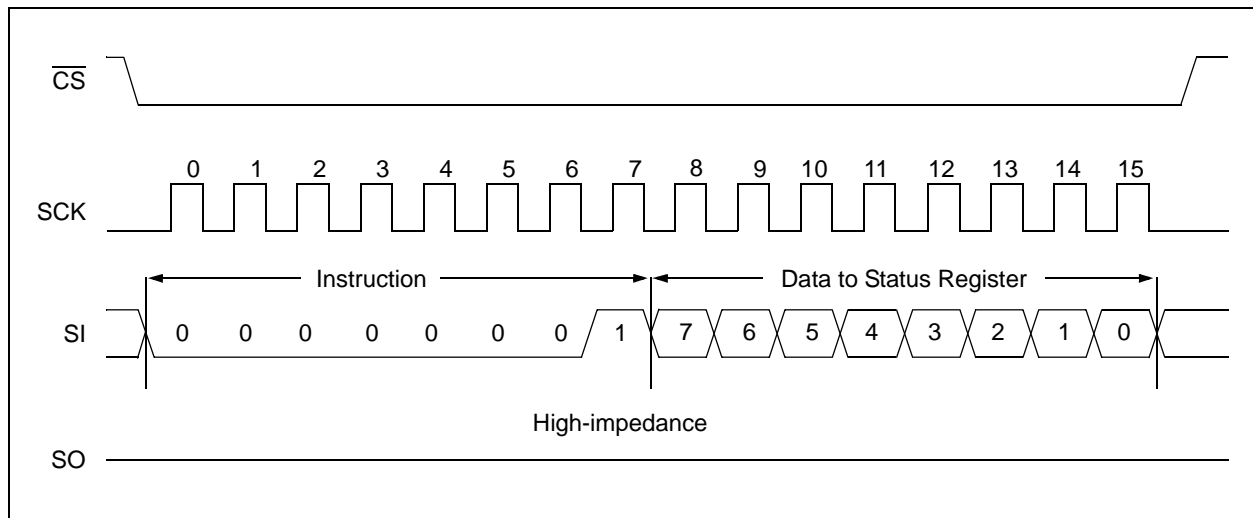 CS
0 1 2 3 4 5 6 7 8 9 10 11 12 13 14 15
SCK
Instruction Data to Status Register
SI 0 0 0 0 0 0 0 1 7 6 5 4 3 2 1 0
High-impedance
SO